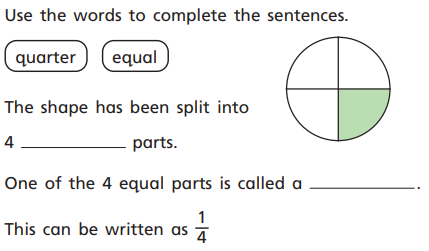 Use the words to complete the sentences.
quarter equal
The shape has been split into
4 __________ parts.
One of the 4 equal parts is called a __________.
This can be written as 1/4